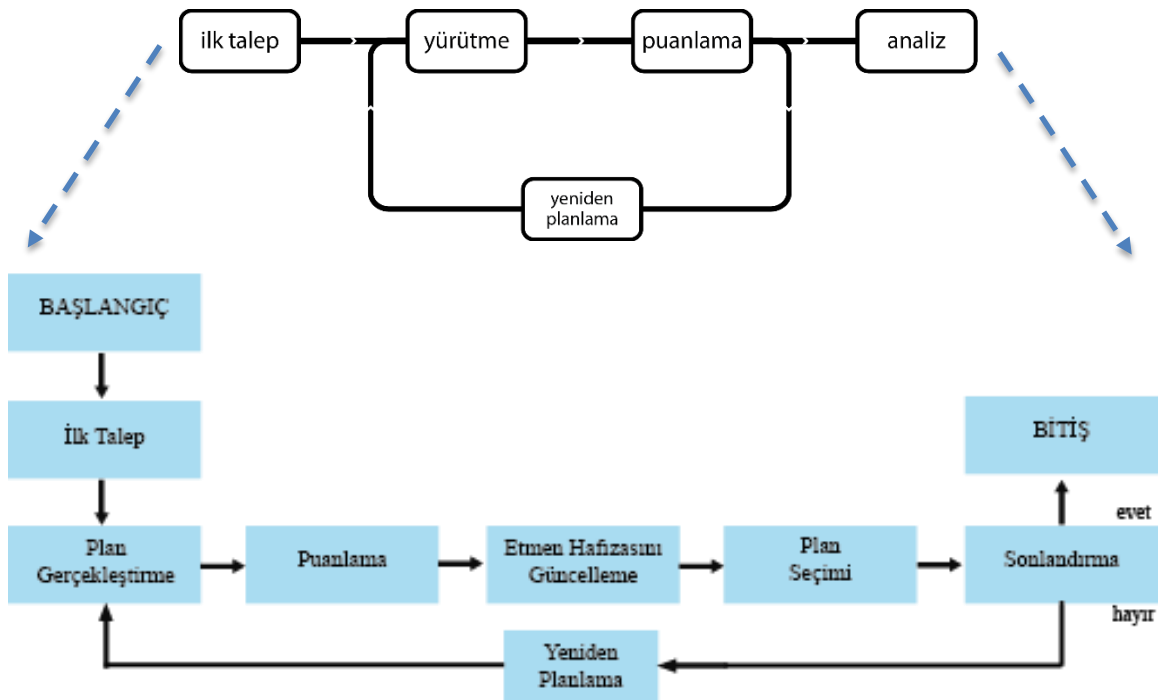 ilk talep
yürütme
puanlama
analiz
yeniden
planlama
BAŞLANGIÇ
İlk Talep
BİTİŞ
evet
Plan
Gerçekleştirme
Puanlama
Etmen Hafızasını
Güncelleme
Plan
Seçimi
Sonlandırma
hayır
Yeniden
Planlama